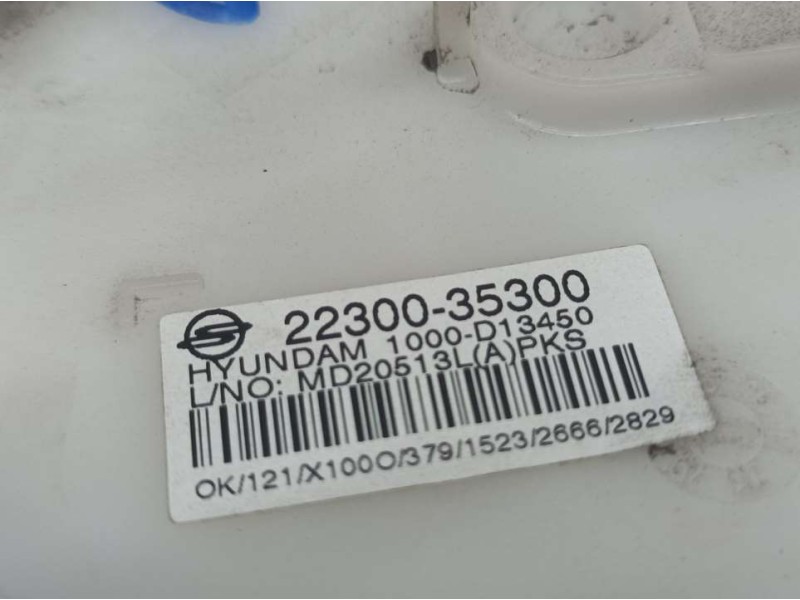 22300-35300
HYUNDAM 1000-D13450
L/NO: MD20513L(A)PKS
OK/121/X100O/379/1523/2666/2829